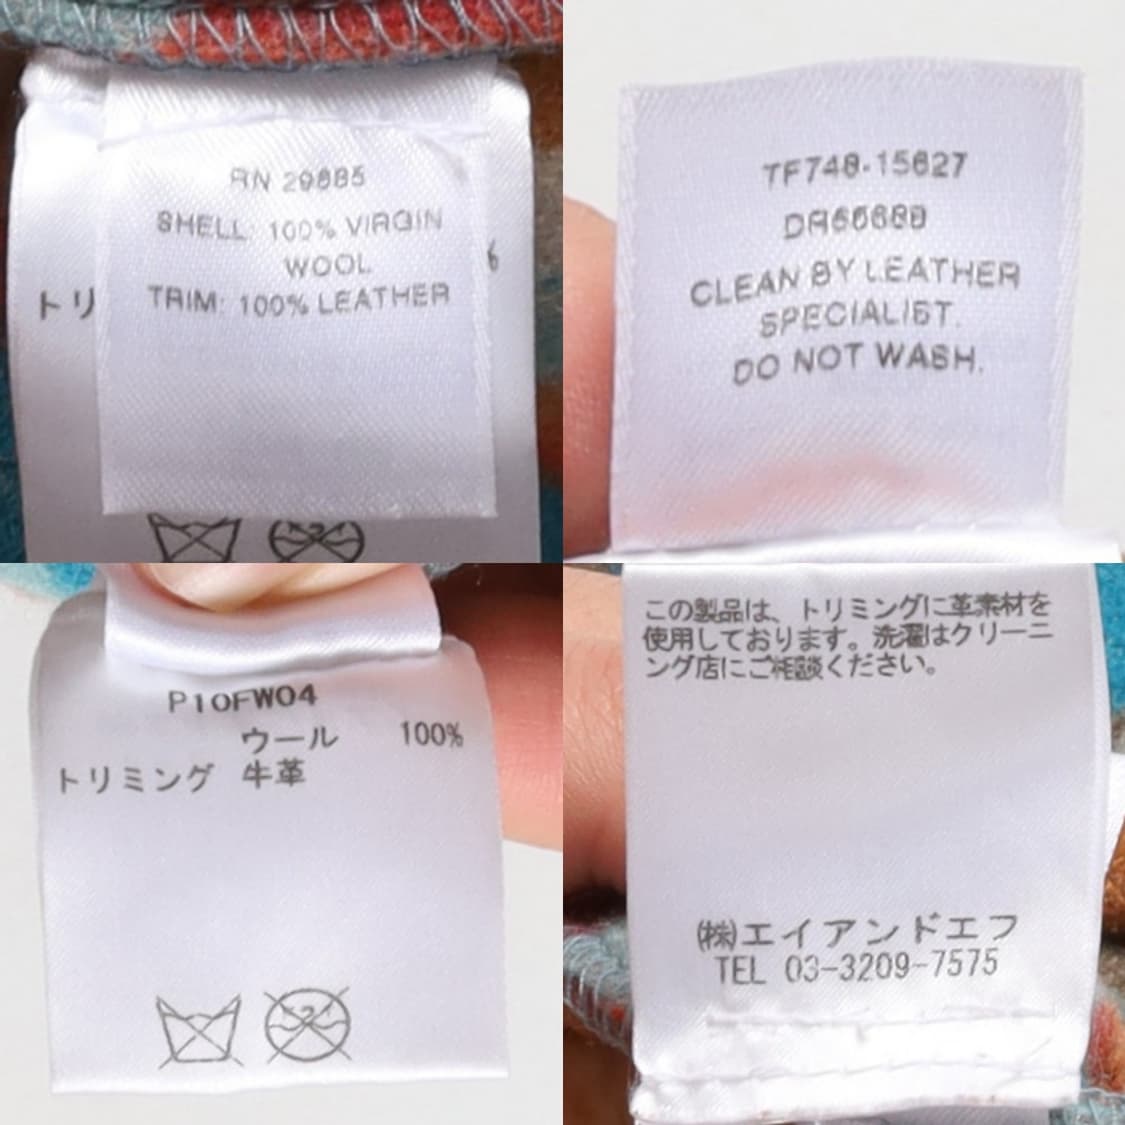 RN 29885
SHELL: 100% VIRGIN
WOOL
TRIM: 100% LEATHER
トリ
%
TF748-15627
CLEAN BY LEATHER
SPECIALIST.
DO NOT WASH.
P10FW04
ウール 100%
トリミング 牛革
この製品は、トリミングに革素材を
使用しております。洗濯はクリーニ
ング店にご相談ください。
㈱エイアンドエフ
TEL 03-3209-7575